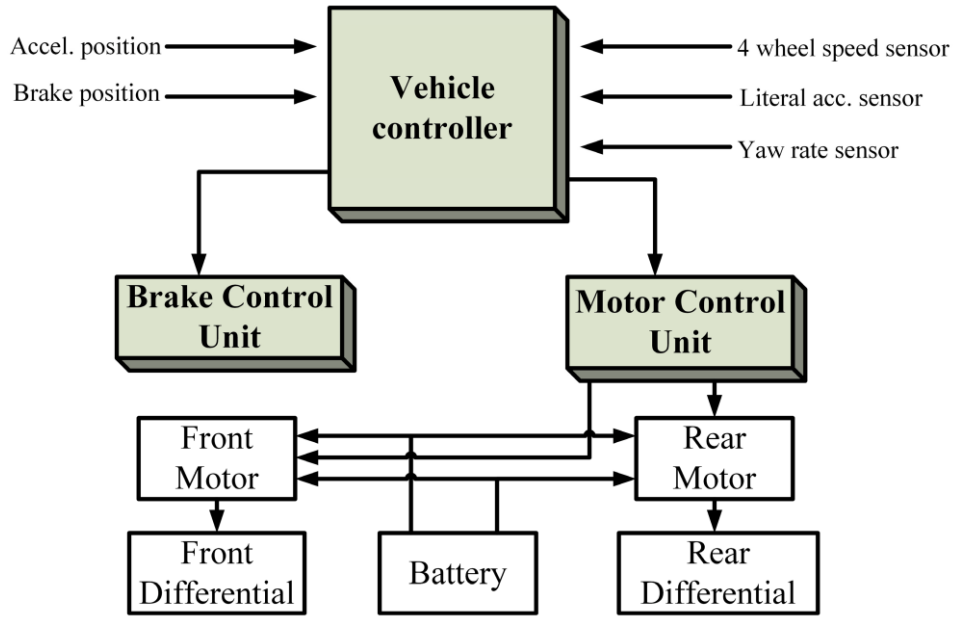 Accel. position
Brake position
Vehicle
controller
4 wheel speed sensor
Literal acc. sensor
Yaw rate sensor
Brake Control
Unit
Motor Control
Unit
Front
Motor
Rear
Motor
Front
Differential
Battery
Rear
Differential